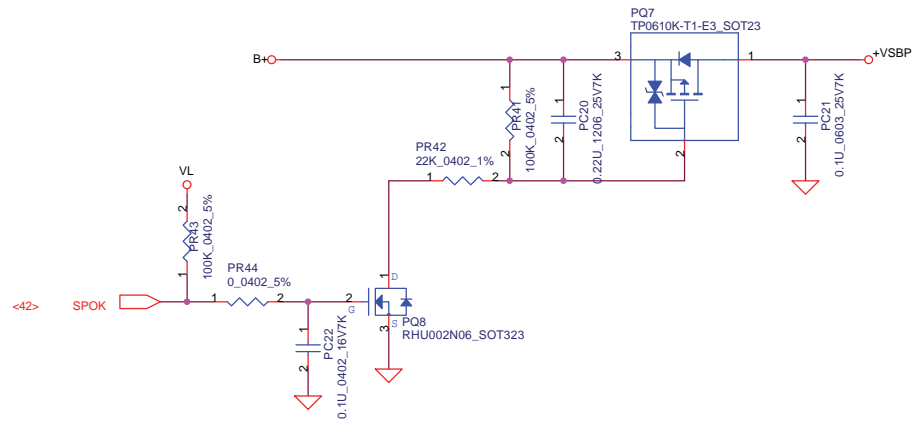 PQ7
TP0610K-T1-E3_SOT23
B+
3
1
+VSBP
1
PR41
100K_0402_5%
2
1
PC20
0.22U_1206_25V7K
2
2
1
PC21
0.1U_0603_25V7K
2
PR42
22K_0402_1%
1
2
VL
2
PR43
100K_0402_5%
1
PR44
0_0402_5%
<42>
SPOK
1
2
2
G
1
D
S
3
PQ8
RHU002N06_SOT323
1
PC22
0.1U_0402_16V7K
2